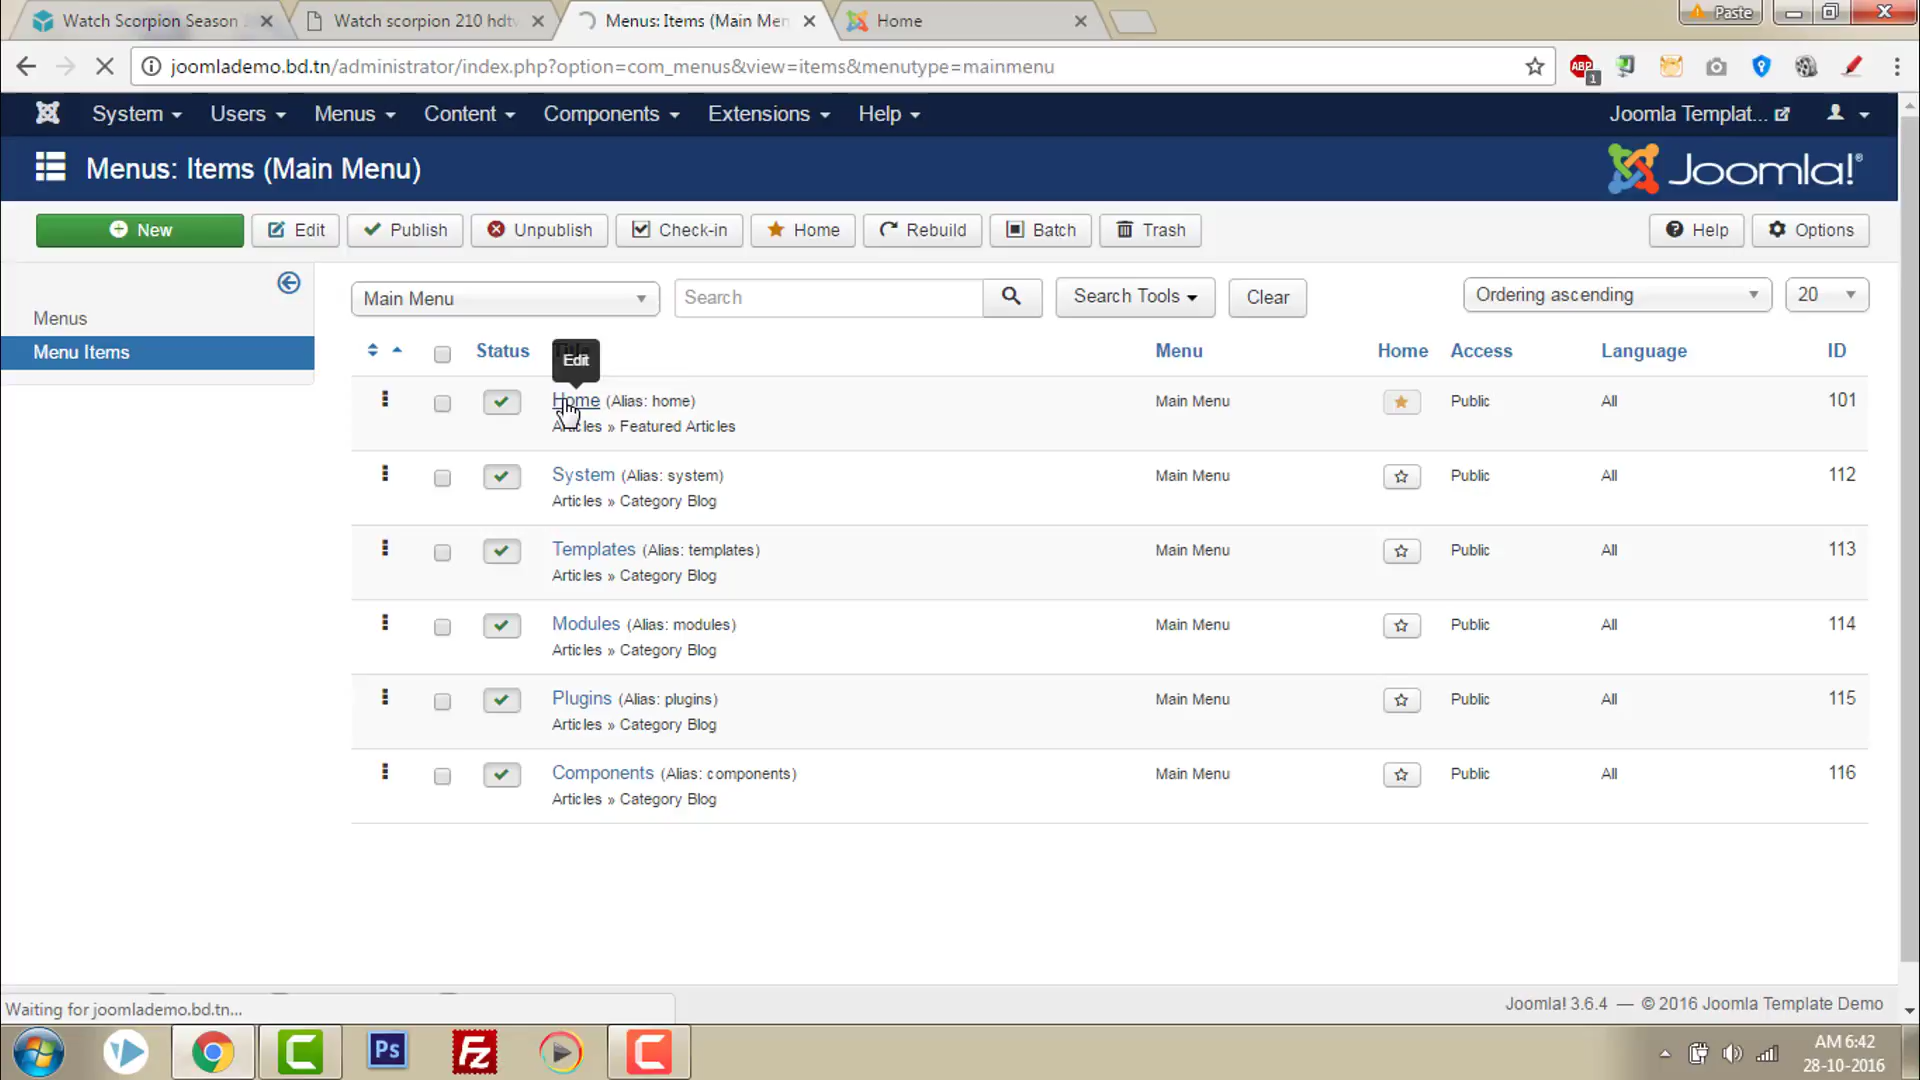 Watch Scorpion Season
Watch scorpion 210 hdtv
Menus: Items (Main Men
Home
Paste
joomlademo.bd.tn/administrator/index.php?option=com_menus&view=items&menutype=mainmenu
ABP
1
System
Users
Menus
Content
Components
Extensions
Help
Joomla Templat...
Menus: Items (Main Menu)
Joomla!®
New
Edit
Publish
Unpublish
Check-in
Home
Rebuild
Batch
Trash
Help
Options
Main Menu
Search
Search Tools
Clear
Ordering ascending
20
Menus
Menu Items
Status
Edit
Menu
Home
Access
Language
ID
Home (Alias: home)
Articles » Featured Articles
Main Menu
Public
All
101
System (Alias: system)
Articles » Category Blog
Main Menu
Public
All
112
Templates (Alias: templates)
Articles » Category Blog
Main Menu
Public
All
113
Modules (Alias: modules)
Articles » Category Blog
Main Menu
Public
All
114
Plugins (Alias: plugins)
Articles » Category Blog
Main Menu
Public
All
115
Components (Alias: components)
Articles » Category Blog
Main Menu
Public
All
116
Waiting for joomlademo.bd.tn...
Joomla! 3.6.4 — © 2016 Joomla Template Demo
Ps
Fz
AM 6:42
28-10-2016